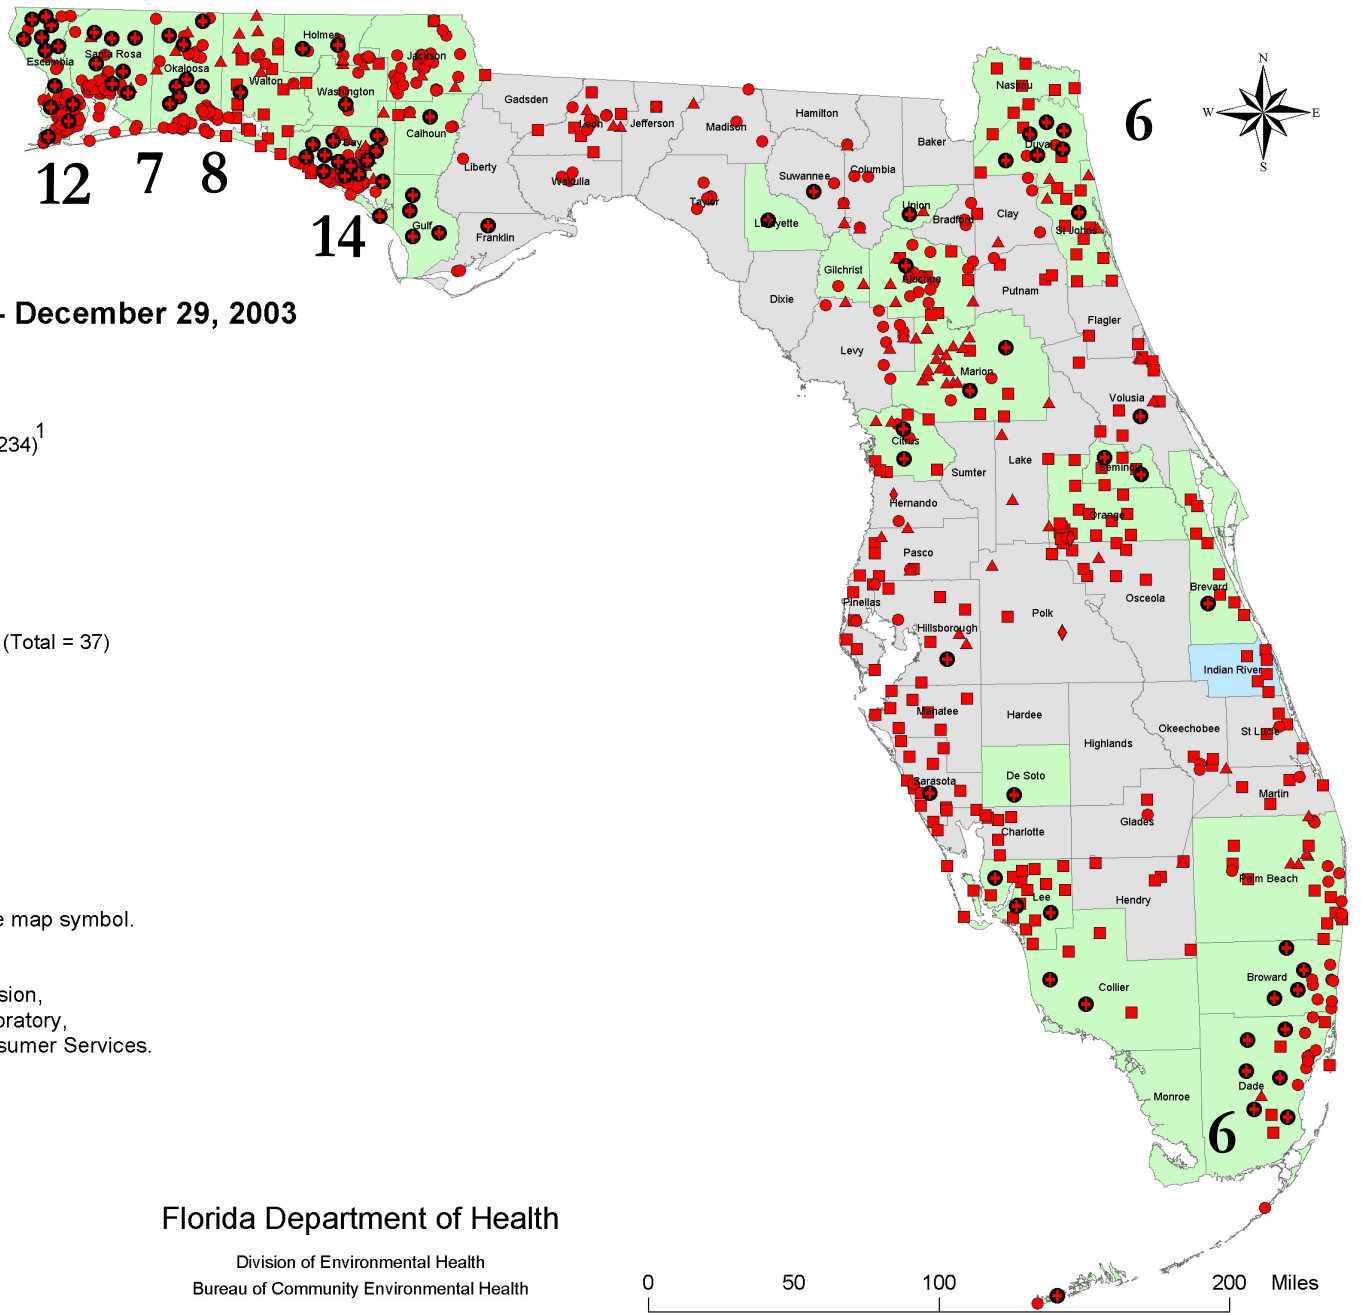 Escambia
Santa Rosa
Okaloosa
Walton
Holmes
Washington
Jackson
Calhoun
Bay
Gulf
12
7
8
14
6
Gadsden
Leon
Jefferson
Liberty
Wakulla
Franklin
Madison
Taylor
Hamilton
Suwannee
Columbia
Lafayette
Baker
Nassau
Duval
Union
Bradford
Clay
St Johns
Gilchrist
Alachua
Putnam
Dixie
Levy
Flagler
Marion
Volusia
Citrus
Sumter
Lake
Seminole
Hernando
Orange
Pasco
Brevard
Pinellas
Hillsborough
Polk
Osceola
Indian River
Manatee
Hardee
Highlands
Okeechobee
St Lucie
Sarasota
De Soto
Martin
Charlotte
Glades
Lee
Hendry
Palm Beach
Collier
Broward
Monroe
Dade
6
N
W
E
S
- December 29, 2003
234)1
(Total = 37)
e map symbol.
sion,
oratory,
sumer Services.
Florida Department of Health
Division of Environmental Health
Bureau of Community Environmental Health
0 50 100 200 Miles